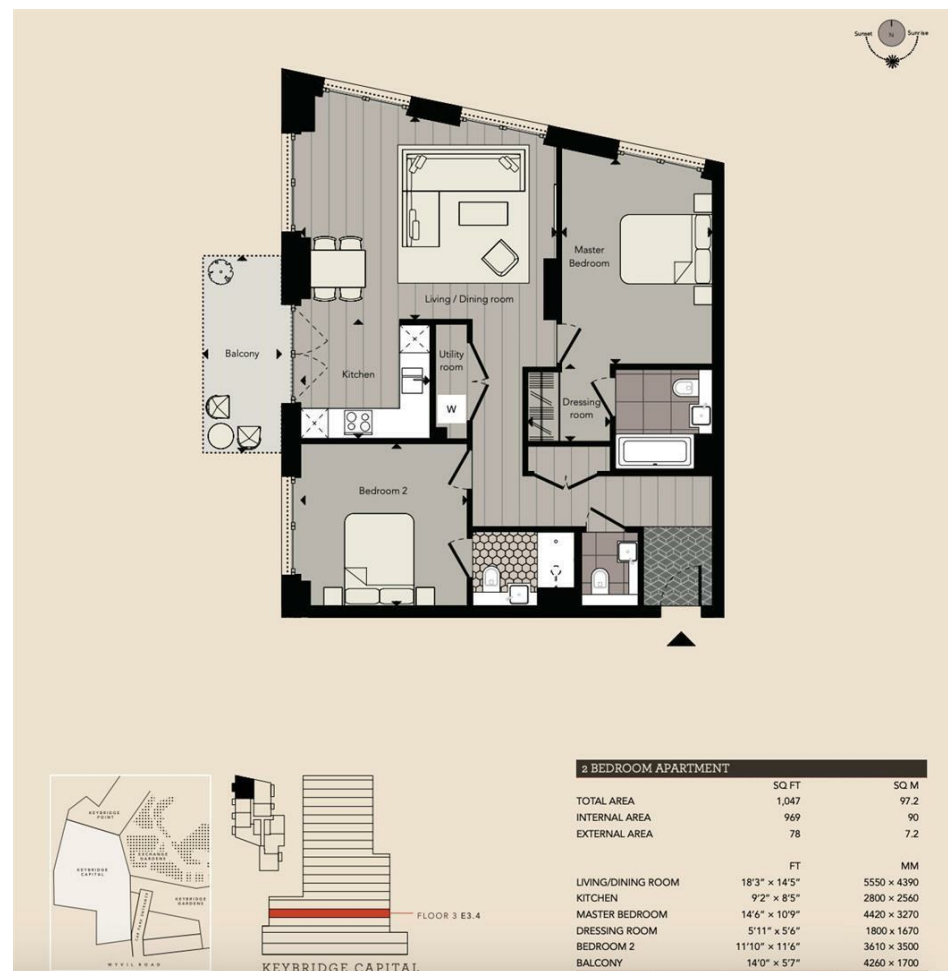 Sunset N Sunrise
Master
Bedroom
Living / Dining room
Balcony
Utility
room
Kitchen
Dressing
room
W
Bedroom 2
2 BEDROOM APARTMENT
SQ FT SQ M
TOTAL AREA 1,047 97.2
INTERNAL AREA 969 90
EXTERNAL AREA 78 7.2
FT MM
LIVING/DINING ROOM 18'3" × 14'5" 5550 × 4390
KITCHEN 9'2" × 8'5" 2800 × 2560
MASTER BEDROOM 14'6" × 10'9" 4420 × 3270
DRESSING ROOM 5'11" x 5'6" 1800 x 1670
BEDROOM 2 11'10" × 11'6" 3610 × 3500
BALCONY 14'0" × 5'7" 4260 × 1700
KEYBRIDGE
POINT
EXCHANGE
GARDENS
KEYBRIDGE
CAPITAL
KEYBRIDGE
GARDENS
CAR PARK ENTRANCE
WYVIL ROAD
FLOOR 3 E3.4
KEYBRIDGE CAPITAL